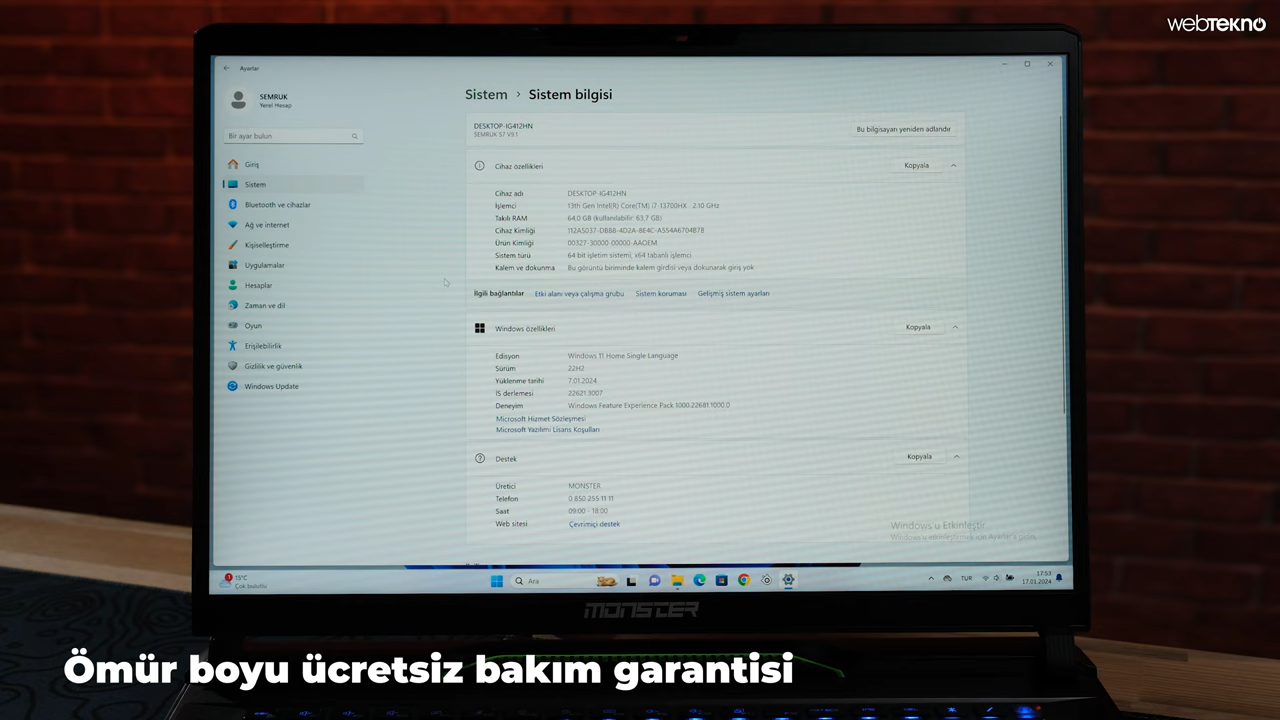 webtekno
Ayarlar
SEMRUK
Yerel Hesap
Bir ayar bulun
Giriş
Sistem
Bluetooth ve cihazlar
Ağ ve internet
Kişiselleştirme
Uygulamalar
Hesaplar
Zaman ve dil
Oyun
Erişilebilirlik
Gizlilik ve güvenlik
Windows Update
Sistem › Sistem bilgisi
DESKTOP-IG412HN
SEMRUK S7 V9.1
Bu bilgisayarı yeniden adlandır
Cihaz özellikleri
Kopyala
Cihaz adı DESKTOP-IG412HN
İşlemci 13th Gen Intel(R) Core(TM) i7-13700HX 2.10 GHz
Takılı RAM 64,0 GB (kullanılabilir: 63,7 GB)
Cihaz Kimliği 112A5037-DB88-4D2A-8E4C-A554A6704B78
Ürün Kimliği 00327-30000-00000-AAOEM
Sistem türü 64 bit işletim sistemi, x64 tabanlı işlemci
Kalem ve dokunma Bu görüntü biriminde kalem girdisi veya dokunarak giriş yok
İlgili bağlantılar Etki alanı veya çalışma grubu Sistem koruması Gelişmiş sistem ayarları
Windows özellikleri
Kopyala
Edisyon Windows 11 Home Single Language
Sürüm 22H2
Yüklenme tarihi 7.01.2024
İS derlemesi 22621.3007
Deneyim Windows Feature Experience Pack 1000.22681.1000.0
Microsoft Hizmet Sözleşmesi
Microsoft Yazılımı Lisans Koşulları
Destek
Kopyala
Üretici MONSTER
Telefon 0 850 255 11 11
Saat 09:00 - 18:00
Web sitesi Çevrimiçi destek
Windows'u Etkinleştir
Windows'u etkinleştirmek için Ayarlar'a gidin.
1
15°C
Çok bulutlu
Ara
TUR
17:53
17.01.2024
MONSTER
Ömür boyu ücretsiz bakım garantisi